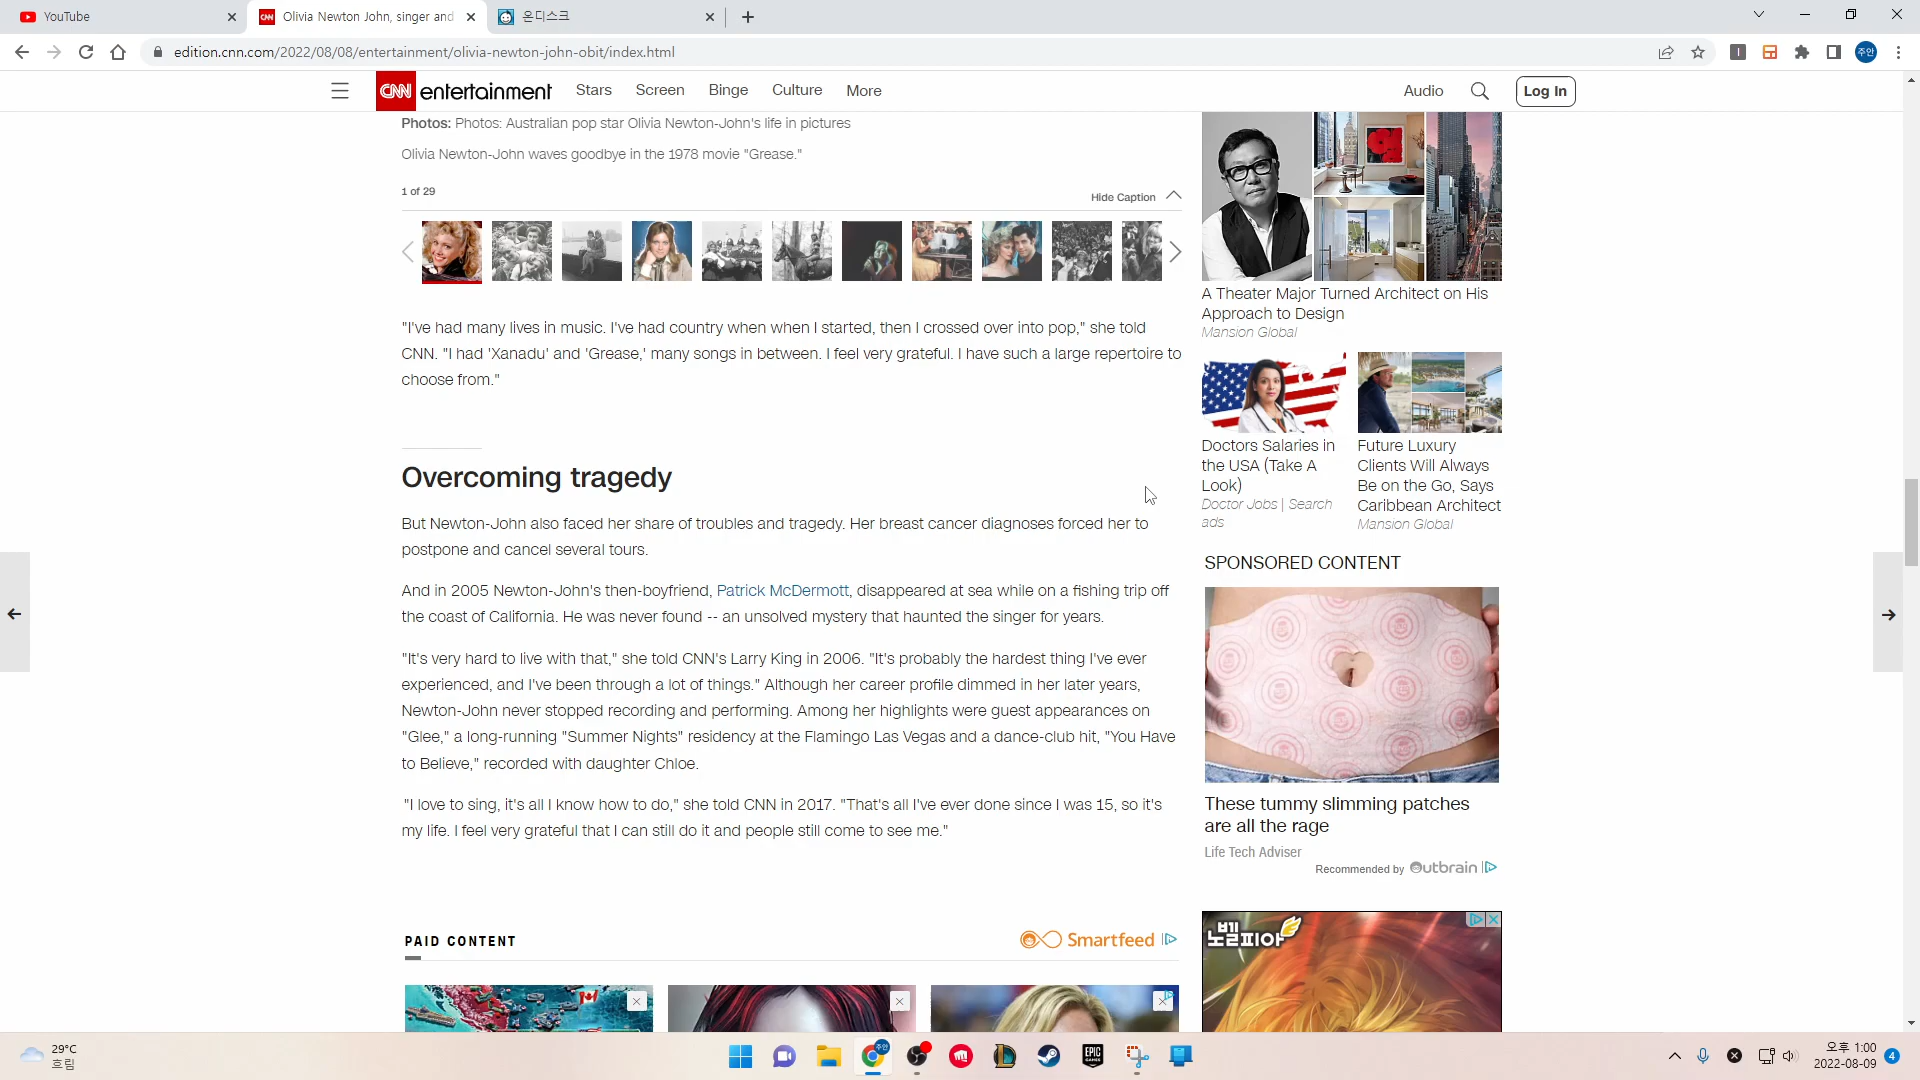 YouTube
Olivia Newton John, singer and
온디스크
edition.cnn.com/2022/08/08/entertainment/olivia-newton-john-obit/index.html
주안
CNN entertainment
Stars
Screen
Binge
Culture
More
Audio
Log In
Photos: Photos: Australian pop star Olivia Newton-John's life in pictures
Olivia Newton-John waves goodbye in the 1978 movie "Grease."
1 of 29
Hide Caption
"I've had many lives in music. I've had country when when I started, then I crossed over into pop," she told
CNN. "I had 'Xanadu' and 'Grease,' many songs in between. I feel very grateful. I have such a large repertoire to
choose from."
Overcoming tragedy
But Newton-John also faced her share of troubles and tragedy. Her breast cancer diagnoses forced her to
postpone and cancel several tours.
And in 2005 Newton-John's then-boyfriend, Patrick McDermott, disappeared at sea while on a fishing trip off
the coast of California. He was never found -- an unsolved mystery that haunted the singer for years.
"It's very hard to live with that," she told CNN's Larry King in 2006. "It's probably the hardest thing I've ever
experienced, and I've been through a lot of things." Although her career profile dimmed in her later years,
Newton-John never stopped recording and performing. Among her highlights were guest appearances on
"Glee," a long-running "Summer Nights" residency at the Flamingo Las Vegas and a dance-club hit, "You Have
to Believe," recorded with daughter Chloe.
"I love to sing, it's all I know how to do," she told CNN in 2017. "That's all I've ever done since I was 15, so it's
my life. I feel very grateful that I can still do it and people still come to see me."
PAID CONTENT
Smartfeed
A Theater Major Turned Architect on His
Approach to Design
Mansion Global
Doctors Salaries in
the USA (Take A
Look)
Doctor Jobs | Search
ads
Future Luxury
Clients Will Always
Be on the Go, Says
Caribbean Architect
Mansion Global
SPONSORED CONTENT
These tummy slimming patches
are all the rage
Life Tech Adviser
Recommended by Outbrain
벨
노블피아
29°C
흐림
주안
EPIC
GAMES
오후 1:00
2022-08-09
4